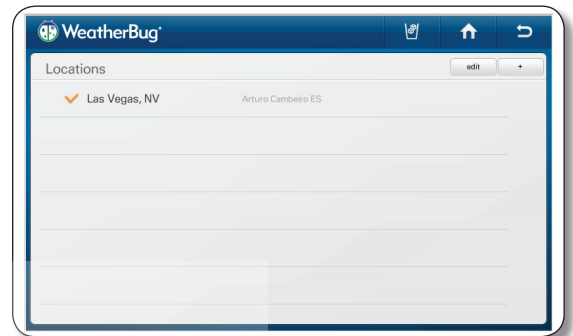 WeatherBug
Locations edit +
Las Vegas, NV Arturo Cambeiro ES